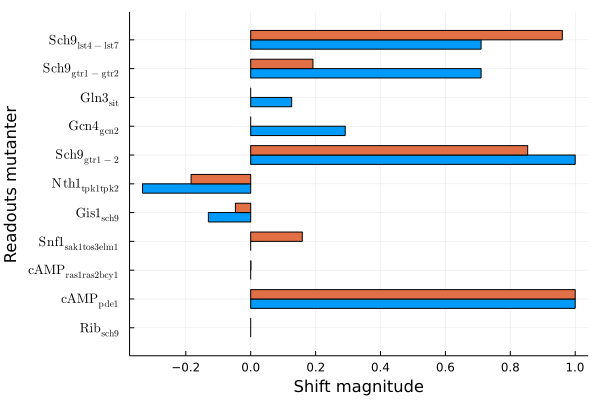 Readouts mutanter
Sch9lst4−lst7
Sch9gtr1−gtr2
Gln3sit
Gcn4gcn2
Sch9gtr1−2
Nth1tpk1tpk2
Gis1sch9
Snf1sak1tos3elm1
cAMPras1ras2bcy1
cAMPpde1
Ribsch9
−0.2 0.0 0.2 0.4 0.6 0.8 1.0
Shift magnitude